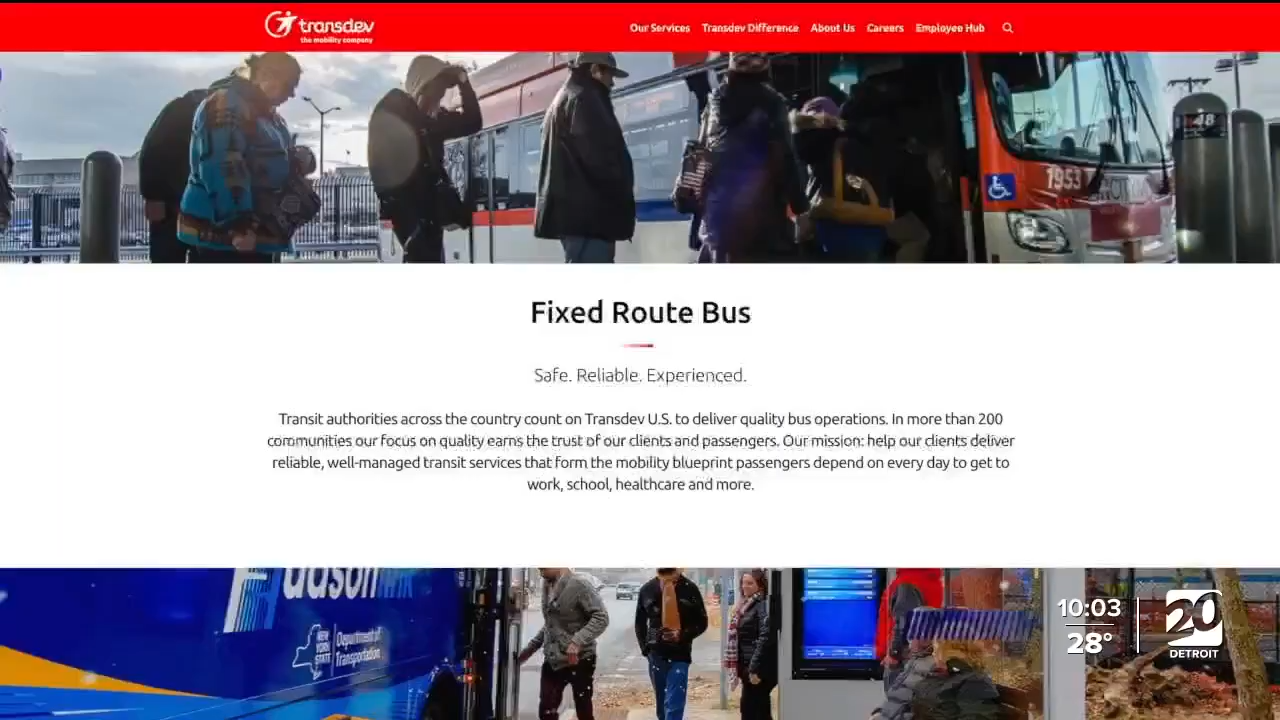 transdev
the mobility company
Our Services Transdev Difference About Us Careers Employee Hub
48
1953
Fixed Route Bus
Safe. Reliable. Experienced.
Transit authorities across the country count on Transdev U.S. to deliver quality bus operations. In more than 200
communities our focus on quality earns the trust of our clients and passengers. Our mission: help our clients deliver
reliable, well-managed transit services that form the mobility blueprint passengers depend on every day to get to
work, school, healthcare and more.
NEW
YORK
STATE
Department of
Transportation
10:03
28°
20
DETROIT